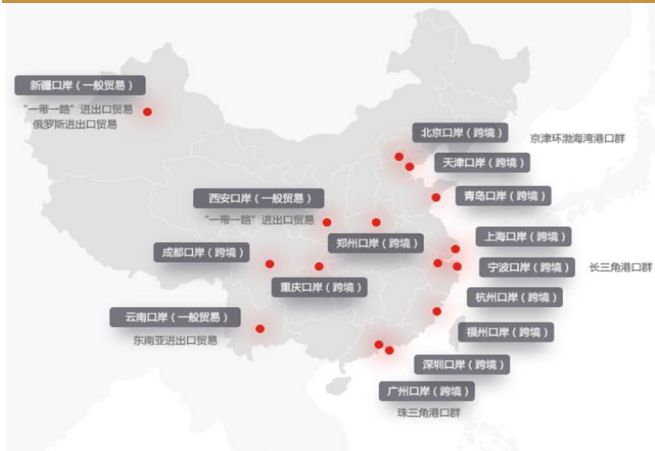 新疆口岸（一般贸易）
“一带一路”进出口贸易
俄罗斯进出口贸易
北京口岸（跨境）
京津环渤海湾港口群
天津口岸（跨境）
西安口岸（一般贸易）
青岛口岸（跨境）
“一带一路”进出口贸易
郑州口岸（跨境）
上海口岸（跨境）
成都口岸（跨境）
宁波口岸（跨境）
长三角港口群
重庆口岸（跨境）
杭州口岸（跨境）
云南口岸（一般贸易）
东南亚进出口贸易
福州口岸（跨境）
深圳口岸（跨境）
广州口岸（跨境）
珠三角港口群